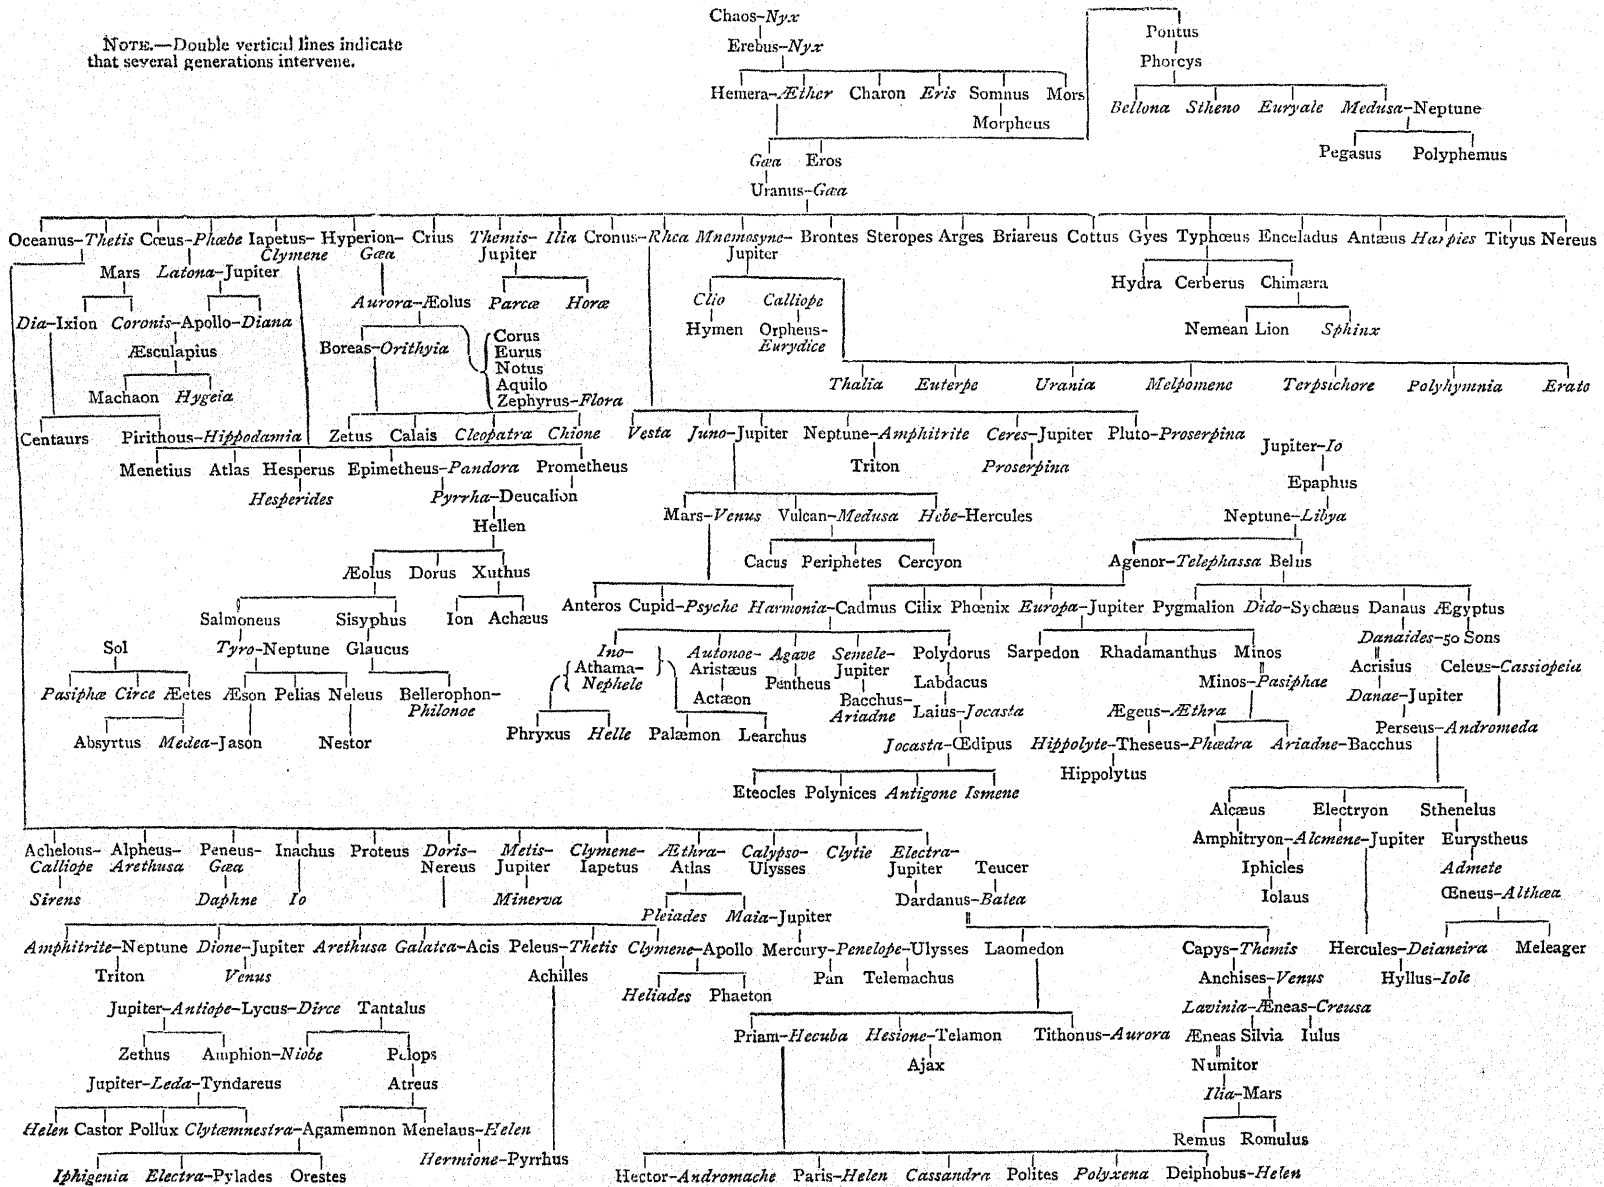 Chaos–Nyx
NOTE.—Double vertical lines indicate
that several generations intervene.
Erebus–Nyx
Pontus
Phorcys
Hemera–Æther Charon Eris Somnus Mors
Morpheus
Bellona Stheno Euryale Medusa–Neptune
Pegasus Polyphemus
Gæa Eros
Uranus–Gæa
Oceanus–Thetis Cœus–Phœbe Iapetus– Hyperion– Crius Themis– Ilia Cronus–Rhea Mnemosyne– Brontes Steropes Arges Briareus Cottus Gyes Typhœus Enceladus Antæus Harpies Tityus Nereus
Clymene Gæa Jupiter Jupiter
Mars Latona–Jupiter
Hydra Cerberus Chimæra
Aurora–Æolus Parcæ Horæ Clio Calliope
Dia–Ixion Coronis–Apollo–Diana
Hymen Orpheus–
Eurydice
Nemean Lion Sphinx
Æsculapius
Boreas–Orithyia
Corus
Eurus
Notus
Aquilo
Zephyrus–Flora
Machaon Hygeia
Thalia Euterpe Urania Melpomene Terpsichore Polyhymnia Erato
Centaurs Pirithous–Hippodamia Zetus Calais Cleopatra Chione Vesta Juno–Jupiter Neptune–Amphitrite Ceres–Jupiter Pluto–Proserpina
Triton Proserpina
Jupiter–Io
Epaphus
Neptune–Libya
Menetius Atlas Hesperus Epimetheus–Pandora Prometheus
Hesperides Pyrrha–Deucalion
Hellen
Mars–Venus Vulcan–Medusa Hebe–Hercules
Cacus Periphetes Cercyon
Agenor–Telephassa Belus
Æolus Dorus Xuthus
Salmoneus Sisyphus Ion Achæus
Anteros Cupid–Psyche Harmonia–Cadmus Cilix Phœnix Europa–Jupiter Pygmalion Dido–Sychæus Danaus Ægyptus
Danaides–50 Sons
Sol Tyro–Neptune Glaucus
Ino– Autonoe– Agave Semele– Polydorus Sarpedon Rhadamanthus Minos Acrisius Celeus–Cassiopeia
Athama– Aristæus Pentheus Jupiter Labdacus Minos–Pasiphae Danae–Jupiter
Nephele Actæon Bacchus– Laius–Jocasta
Ariadne
Pasiphæ Circe Æetes Æson Pelias Neleus Bellerophon–
Philonoe
Absyrtus Medea–Jason Nestor
Phryxus Helle Palæmon Learchus
Ægeus–Æthra
Perseus–Andromeda
Jocasta–Œdipus Hippolyte–Theseus–Phædra Ariadne–Bacchus
Hippolytus
Eteocles Polynices Antigone Ismene
Alcæus Electryon Sthenelus
Amphitryon–Alcmene–Jupiter Eurystheus
Iphicles Admete
Iolaus Œneus–Althæa
Achelous– Alpheus– Peneus– Inachus Proteus Doris– Metis– Clymene– Æthra– Calypso– Clytie Electra–
Calliope Arethusa Gæa Nereus Jupiter Iapetus Atlas Ulysses Jupiter Teucer
Sirens Daphne Io Minerva Dardanus–Batea
Pleiades Maia–Jupiter
Amphitrite–Neptune Dione–Jupiter Arethusa Galatea–Acis Peleus–Thetis Clymene–Apollo Mercury–Penelope–Ulysses Laomedon Capys–Themis Hercules–Deianeira Meleager
Triton Venus Achilles Pan Telemachus Anchises–Venus Hyllus–Iole
Heliades Phaeton
Jupiter–Antiope–Lycus–Dirce Tantalus
Lavinia–Æneas–Creusa
Priam–Hecuba Hesione–Telamon Tithonus–Aurora Æneas Silvia Iulus
Zethus Amphion–Niobe Pelops
Ajax Numitor
Jupiter–Leda–Tyndareus Atreus
Ilia–Mars
Helen Castor Pollux Clytæmnestra–Agamemnon Menelaus–Helen
Remus Romulus
Hermione–Pyrrhus
Iphigenia Electra–Pylades Orestes
Hector–Andromache Paris–Helen Cassandra Polites Polyxena Deiphobus–Helen